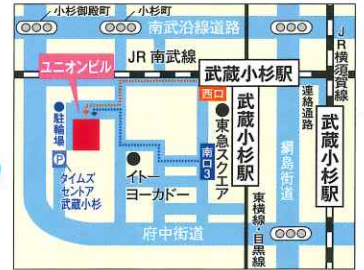 小杉御殿町
小杉町
南武沿線道路
JR 南武線
ユニオンビル
武蔵小杉駅
JR横須賀線
西口
連絡通路
駐輪場
P
タイムズ
セントア
武蔵小杉
イトー
ヨーカドー
東急スクエア
南口3
武蔵小杉駅
綱島街道
武蔵小杉駅
東横線・目黒線
府中街道